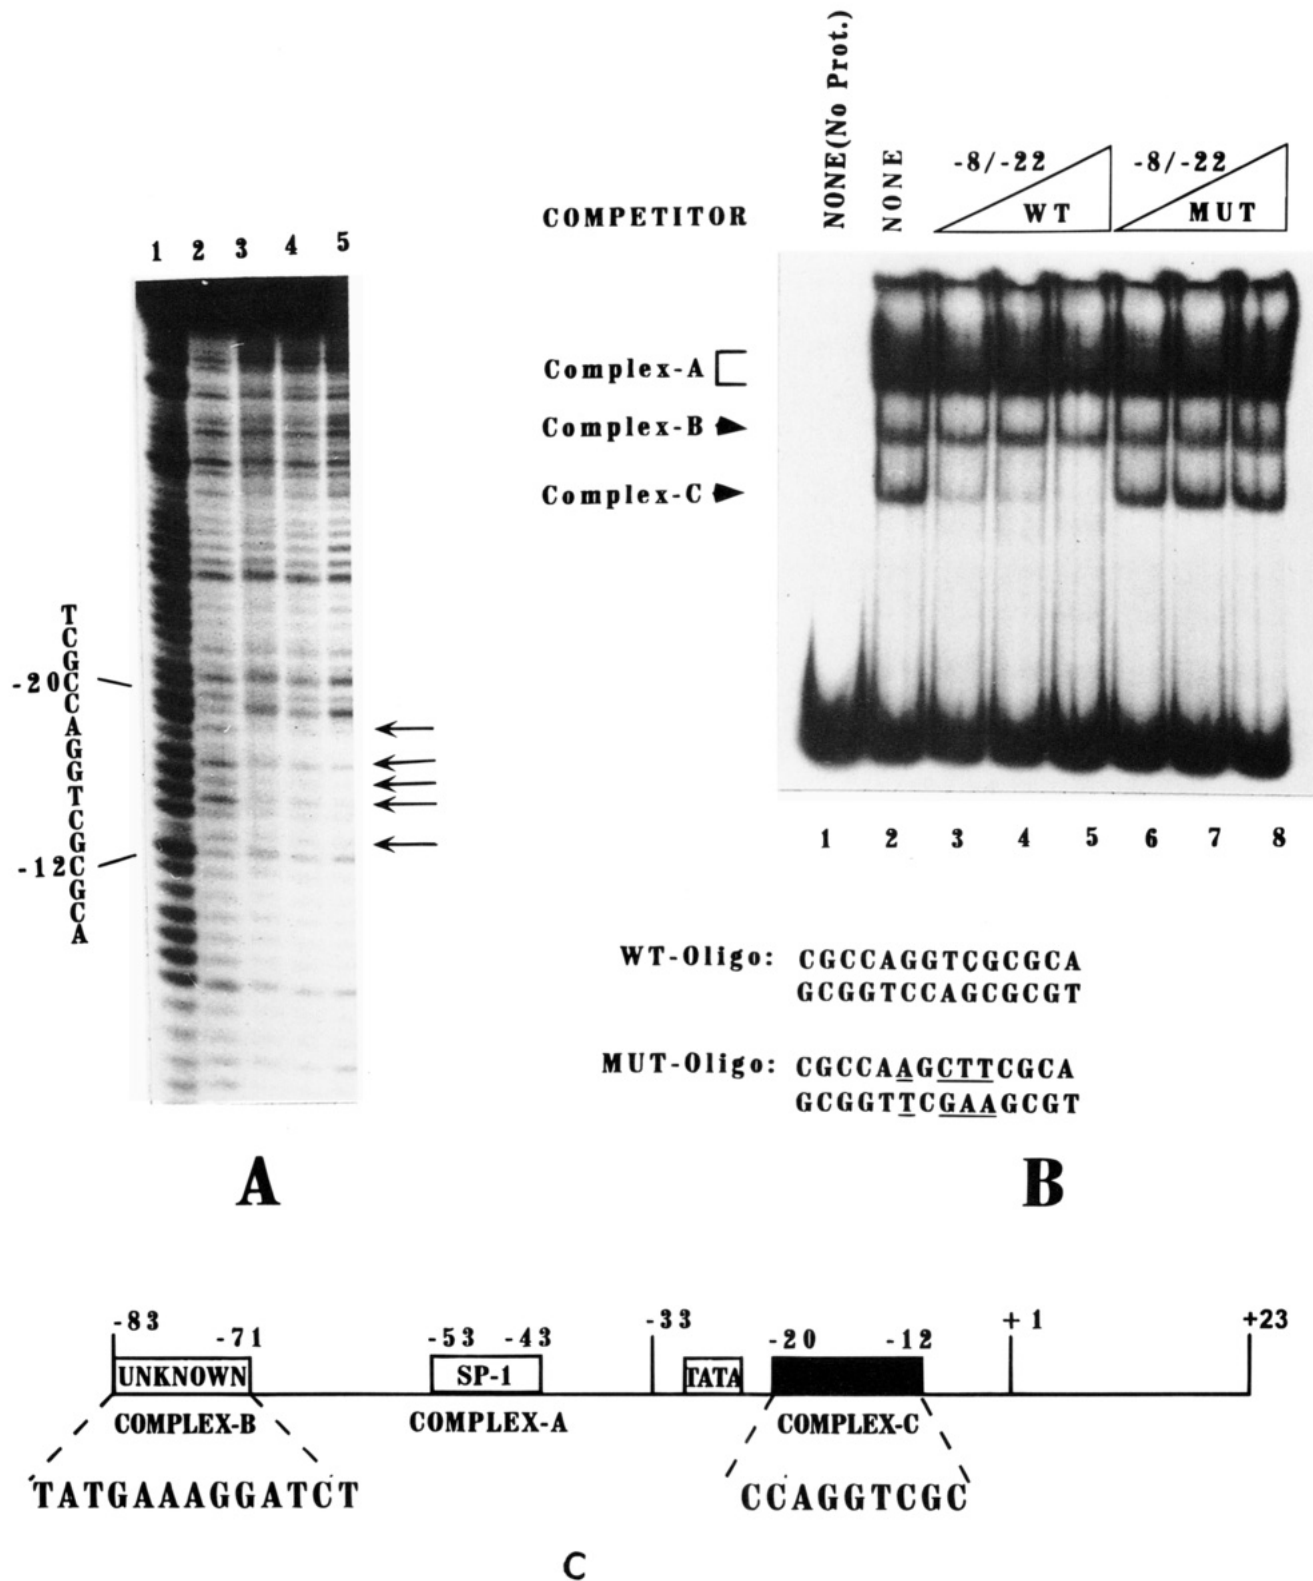 1 2 3 4 5
T
C
G
-20C
C
A
G
G
T
C
G
-12C
G
C
A
A
COMPETITOR
NONE(No Prot.)
NONE
-8/-22
WT
-8/-22
MUT
Complex-A
Complex-B
Complex-C
1 2 3 4 5 6 7 8
WT-Oligo: CGCCAGGTCGCGCA
GCGGTCCAGCGCGT
MUT-Oligo: CGCCAAGCTTCGCA
GCGGTTCGAAGCGT
B
-83 -71 -53 -43 -33 -20 -12 +1 +23
UNKNOWN SP-1 TATA
COMPLEX-B COMPLEX-A COMPLEX-C
TATGAAAGGATCT CCAGGTCGC
C